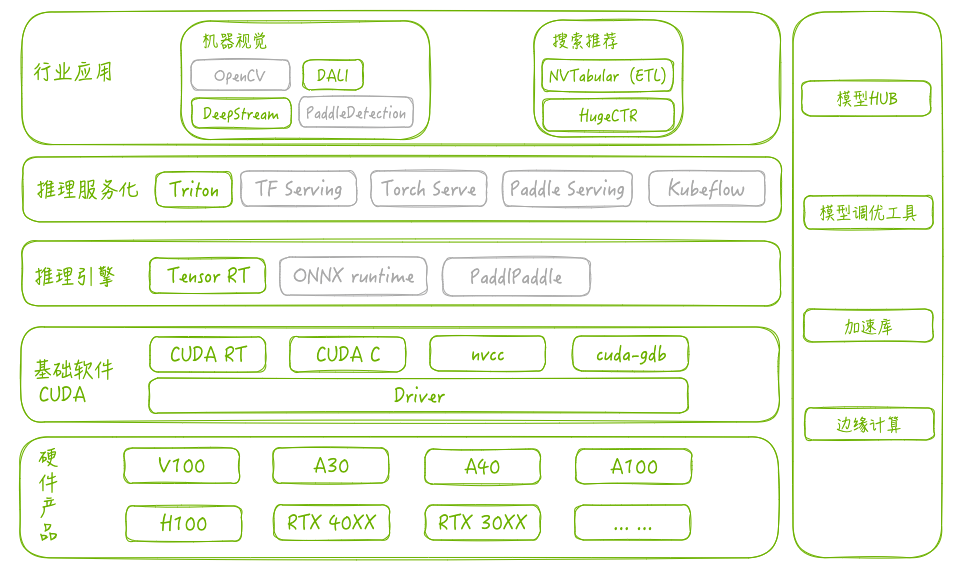 行业应用
机器视觉
OpenCV
DALI
DeepStream
PaddleDetection
搜索推荐
NVTabular (ETL)
HugeCTR
推理服务化
Triton
TF Serving
Torch Serve
Paddle Serving
Kubeflow
推理引擎
Tensor RT
ONNX runtime
PaddlPaddle
基础软件
CUDA
CUDA RT
CUDA C
nvcc
cuda-gdb
Driver
硬件产品
V100
A30
A40
A100
H100
RTX 40XX
RTX 30XX
... ...
模型HUB
模型调优工具
加速库
边缘计算